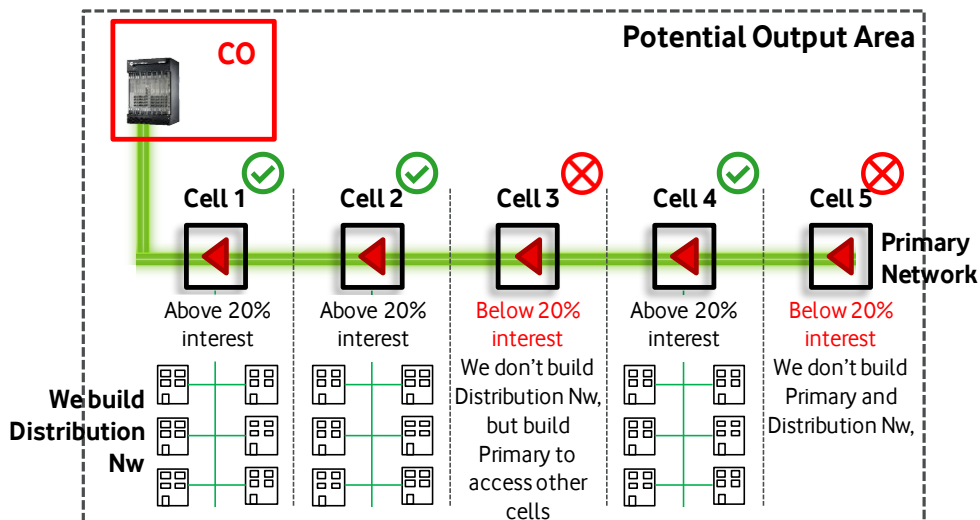 Potential Output Area
CO
Cell 1
Cell 2
Cell 3
Cell 4
Cell 5
Primary
Network
Above 20%
interest
Above 20%
interest
Below 20%
interest
Above 20%
interest
Below 20%
interest
We build
Distribution
Nw
We don't build
Distribution Nw,
but build
Primary to
access other
cells
We don't build
Primary and
Distribution Nw,